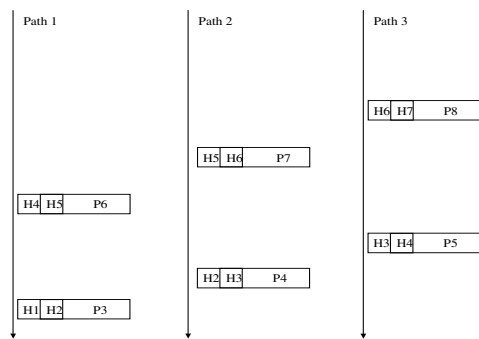 Path 1
Path 2
Path 3
H6 H7 P8
H5 H6 P7
H4 H5 P6
H3 H4 P5
H2 H3 P4
H1 H2 P3